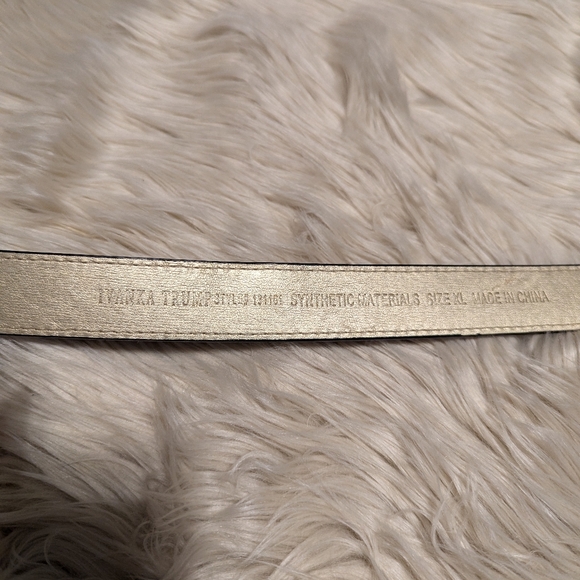 IVANKA TRUMP STYLE# 131101 SYNTHETIC MATERIALS SIZE XL MADE IN CHINA